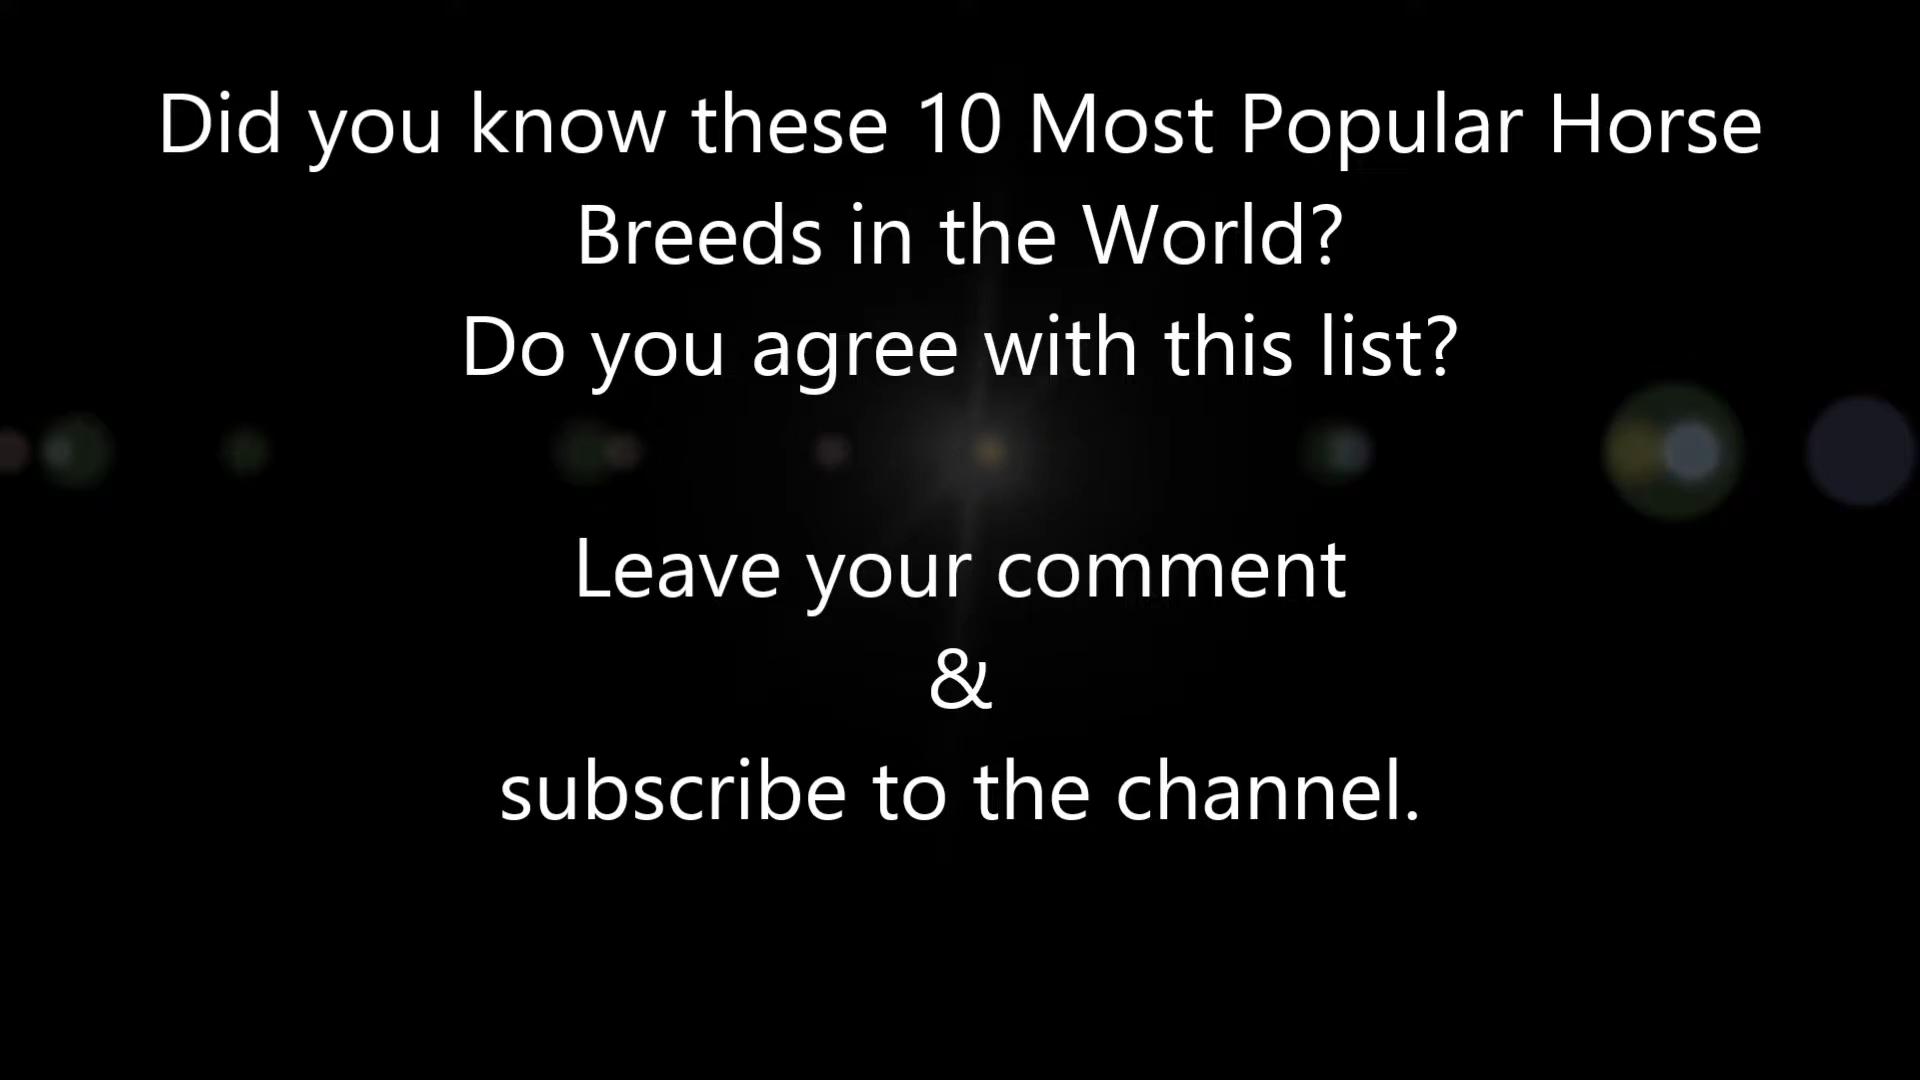 Did you know these 10 Most Popular Horse
Breeds in the World?
Do you agree with this list?
Leave your comment
&
subscribe to the channel.